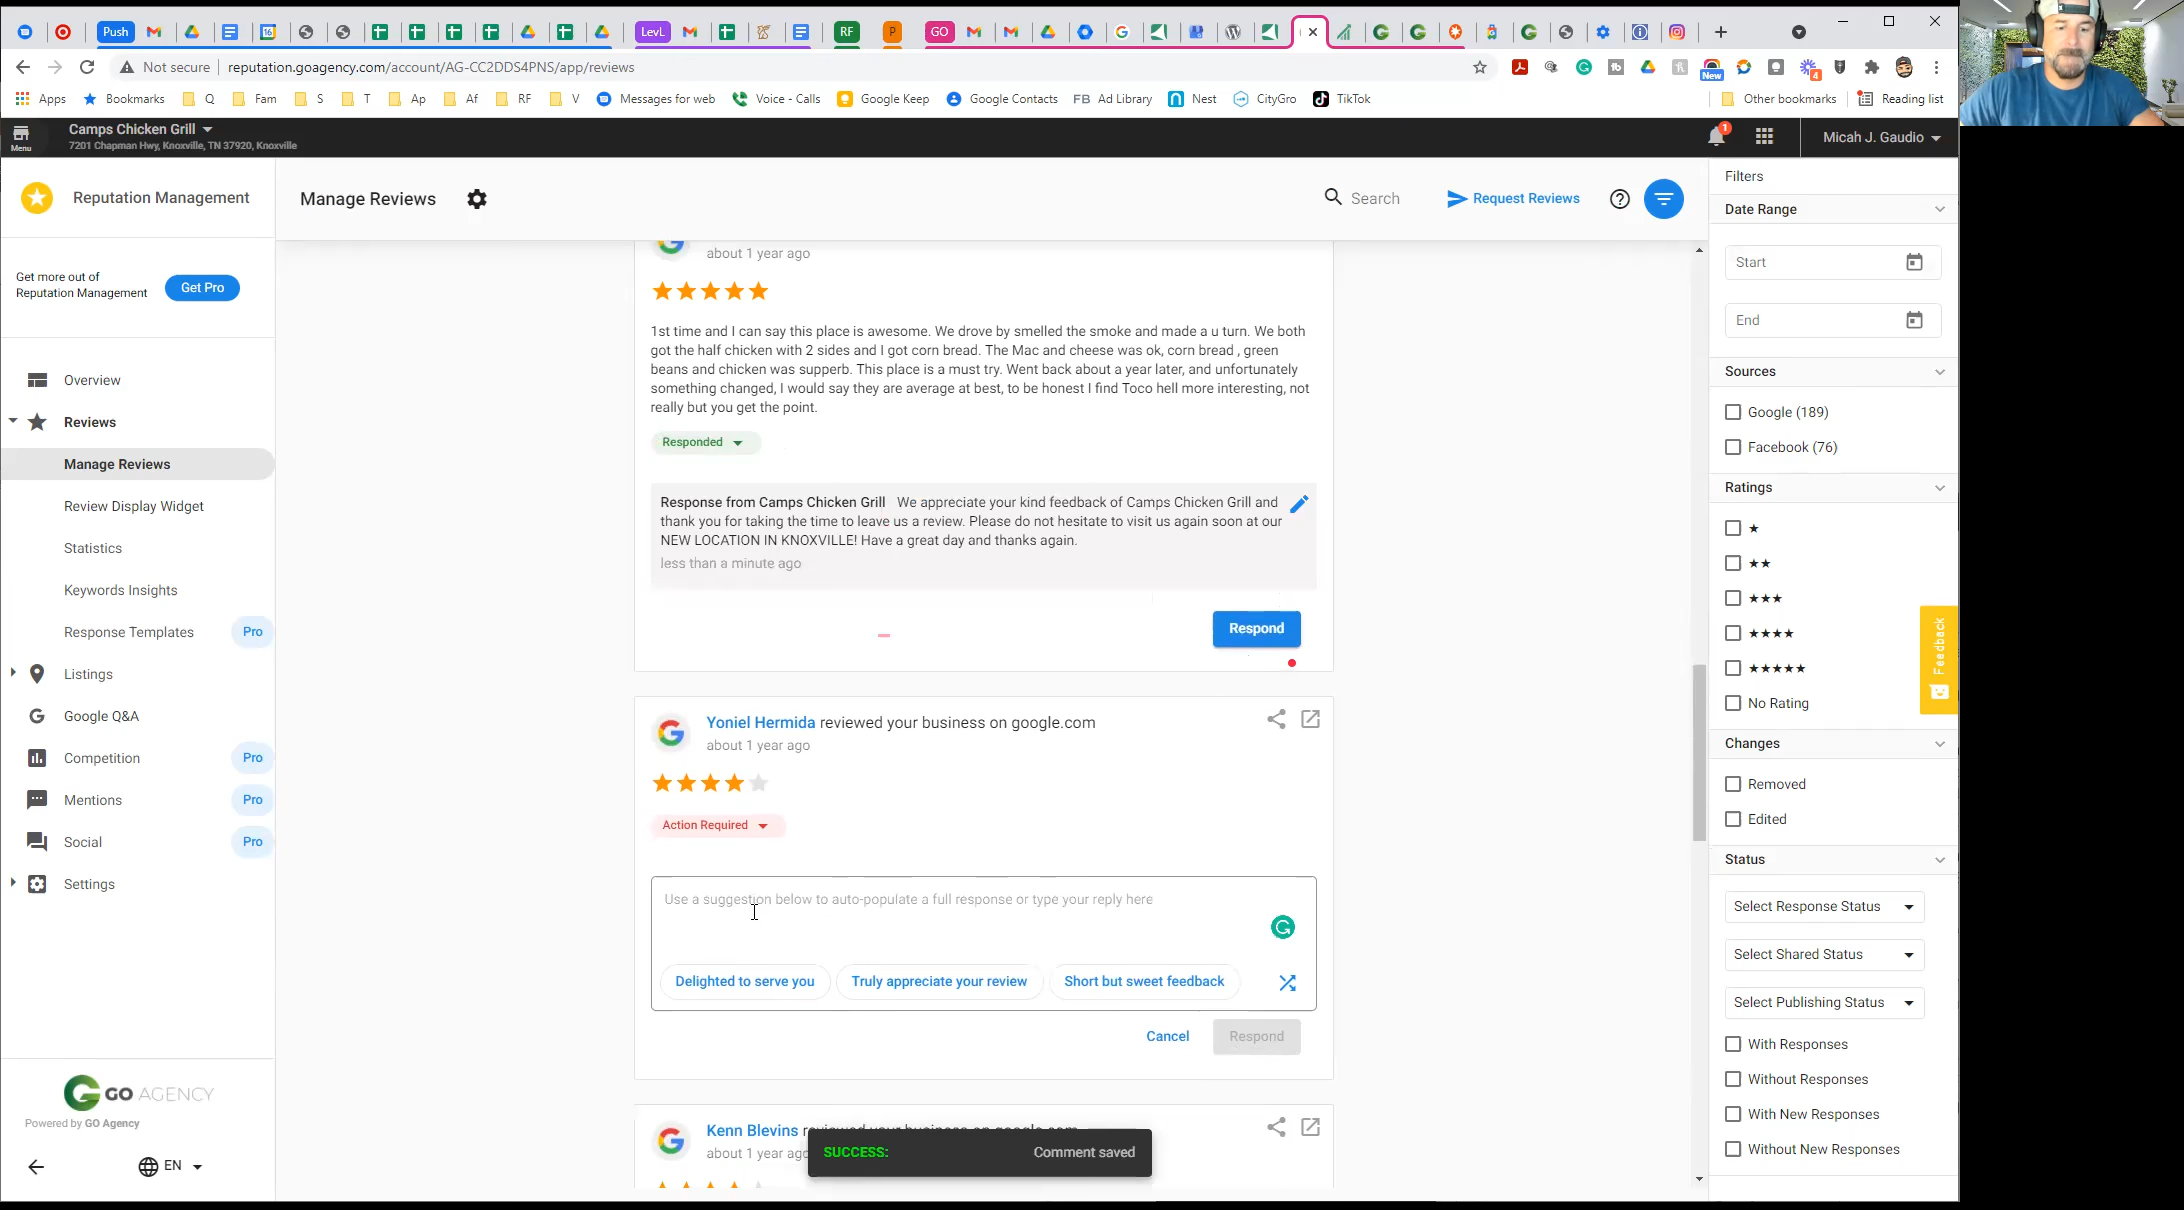 Push
16
LevL
RF
P
GO
Not secure
reputation.goagency.com/account/AG-CC2DDS4PNS/app/reviews
New
4
Apps
Bookmarks
Q
Fam
S
T
Ap
Af
RF
V
Messages for web
Voice - Calls
Google Keep
Google Contacts
FB Ad Library
Nest
CityGro
TikTok
Other bookmarks
Reading list
Menu
Camps Chicken Grill
7201 Chapman Hwy, Knoxville, TN 37920, Knoxville
1
Micah J. Gaudio
Reputation Management
Get more out of
Reputation Management
Get Pro
Overview
Reviews
Manage Reviews
Review Display Widget
Statistics
Keywords Insights
Response Templates Pro
Listings
Google Q&A
Competition Pro
Mentions Pro
Social Pro
Settings
GO AGENCY
Powered by GO Agency
EN
Manage Reviews
Search
Request Reviews
about 1 year ago
1st time and I can say this place is awesome. We drove by smelled the smoke and made a u turn. We both
got the half chicken with 2 sides and I got corn bread. The Mac and cheese was ok, corn bread , green
beans and chicken was supperb. This place is a must try. Went back about a year later, and unfortunately
something changed, I would say they are average at best, to be honest I find Toco hell more interesting, not
really but you get the point.
Responded
Response from Camps Chicken Grill We appreciate your kind feedback of Camps Chicken Grill and
thank you for taking the time to leave us a review. Please do not hesitate to visit us again soon at our
NEW LOCATION IN KNOXVILLE! Have a great day and thanks again.
less than a minute ago
Respond
Yoniel Hermida reviewed your business on google.com
about 1 year ago
Action Required
Use a suggestion below to auto-populate a full response or type your reply here
Delighted to serve you
Truly appreciate your review
Short but sweet feedback
Cancel
Respond
Kenn Blevins reviewed your business on google.com
about 1 year ago
SUCCESS: Comment saved
Filters
Date Range
Start
End
Sources
Google (189)
Facebook (76)
Ratings
★
★★
★★★
★★★★
★★★★★
No Rating
Changes
Removed
Edited
Status
Select Response Status
Select Shared Status
Select Publishing Status
With Responses
Without Responses
With New Responses
Without New Responses
Feedback